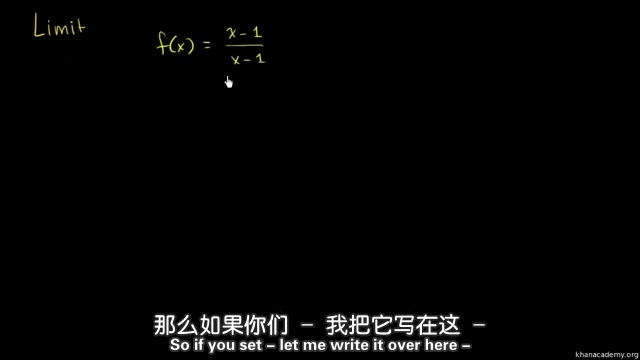 Limit
f(x) = x - 1
x - 1
那么如果你们 - 我把它写在这 -
So if you set – let me write it over here –
khanacademy.org